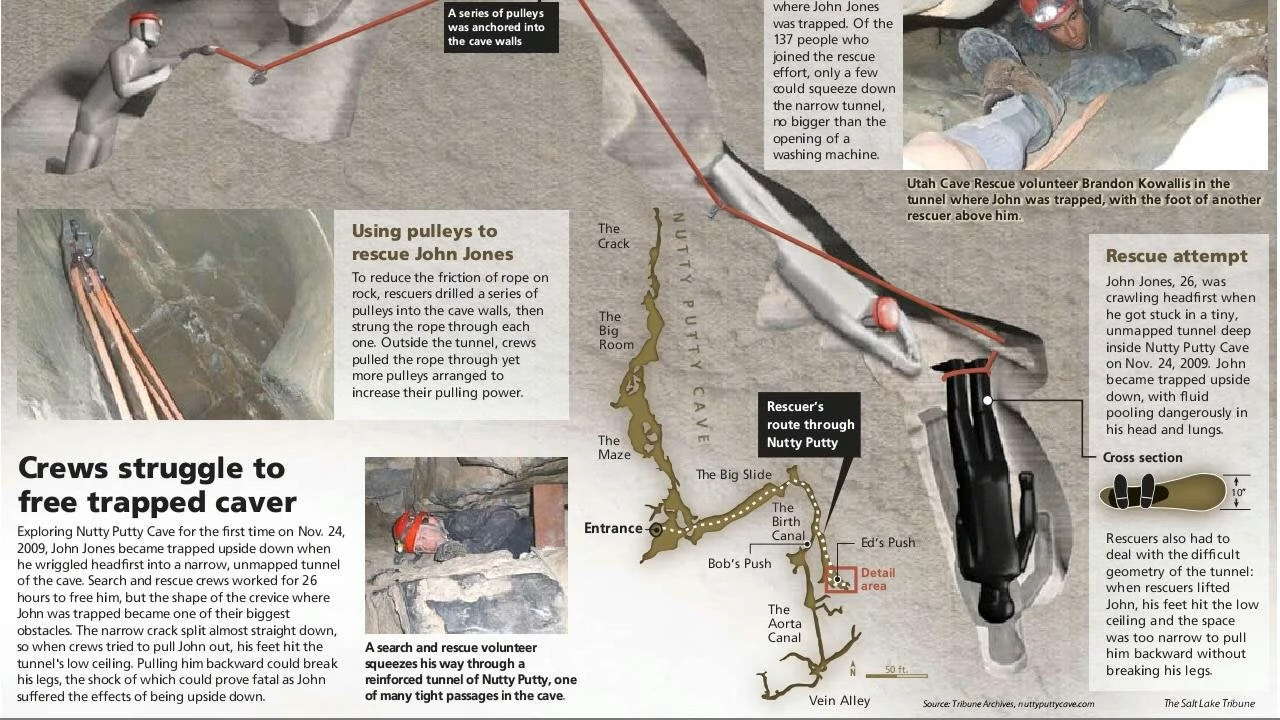 A series of pulleys
was anchored into
the cave walls
where John Jones
was trapped. Of the
137 people who
joined the rescue
effort, only a few
could squeeze down
the narrow tunnel,
no bigger than the
opening of a
washing machine.
Utah Cave Rescue volunteer Brandon Kowallis in the
tunnel where John was trapped, with the foot of another
rescuer above him.
Using pulleys to
rescue John Jones
To reduce the friction of rope on
rock, rescuers drilled a series of
pulleys into the cave walls, then
strung the rope through each
one. Outside the tunnel, crews
pulled the rope through yet
more pulleys arranged to
increase their pulling power.
Crews struggle to
free trapped caver
Exploring Nutty Putty Cave for the first time on Nov. 24,
2009, John Jones became trapped upside down when
he wriggled headfirst into a narrow, unmapped tunnel
of the cave. Search and rescue crews worked for 26
hours to free him, but the shape of the crevice where
John was trapped became one of their biggest
obstacles. The narrow crack split almost straight down,
so when crews tried to pull John out, his feet hit the
tunnel's low ceiling. Pulling him backward could break
his legs, the shock of which could prove fatal as John
suffered the effects of being upside down.
A search and rescue volunteer
squeezes his way through a
reinforced tunnel of Nutty Putty, one
of many tight passages in the cave.
NUTTY PUTTY CAVE
The
Crack
The
Big
Room
The
Maze
The Big Slide
Entrance
Rescuer's
route through
Nutty Putty
The
Birth
Canal
Bob's Push
Ed's Push
Detail
area
The
Aorta
Canal
Vein Alley
N
50 ft.
Rescue attempt
John Jones, 26, was
crawling headfirst when
he got stuck in a tiny,
unmapped tunnel deep
inside Nutty Putty Cave
on Nov. 24, 2009. John
became trapped upside
down, with fluid
pooling dangerously in
his head and lungs.
Cross section
10"
Rescuers also had to
deal with the difficult
geometry of the tunnel:
when rescuers lifted
John, his feet hit the low
ceiling and the space
was too narrow to pull
him backward without
breaking his legs.
Source: Tribune Archives, nuttyputtycave.com
The Salt Lake Tribune